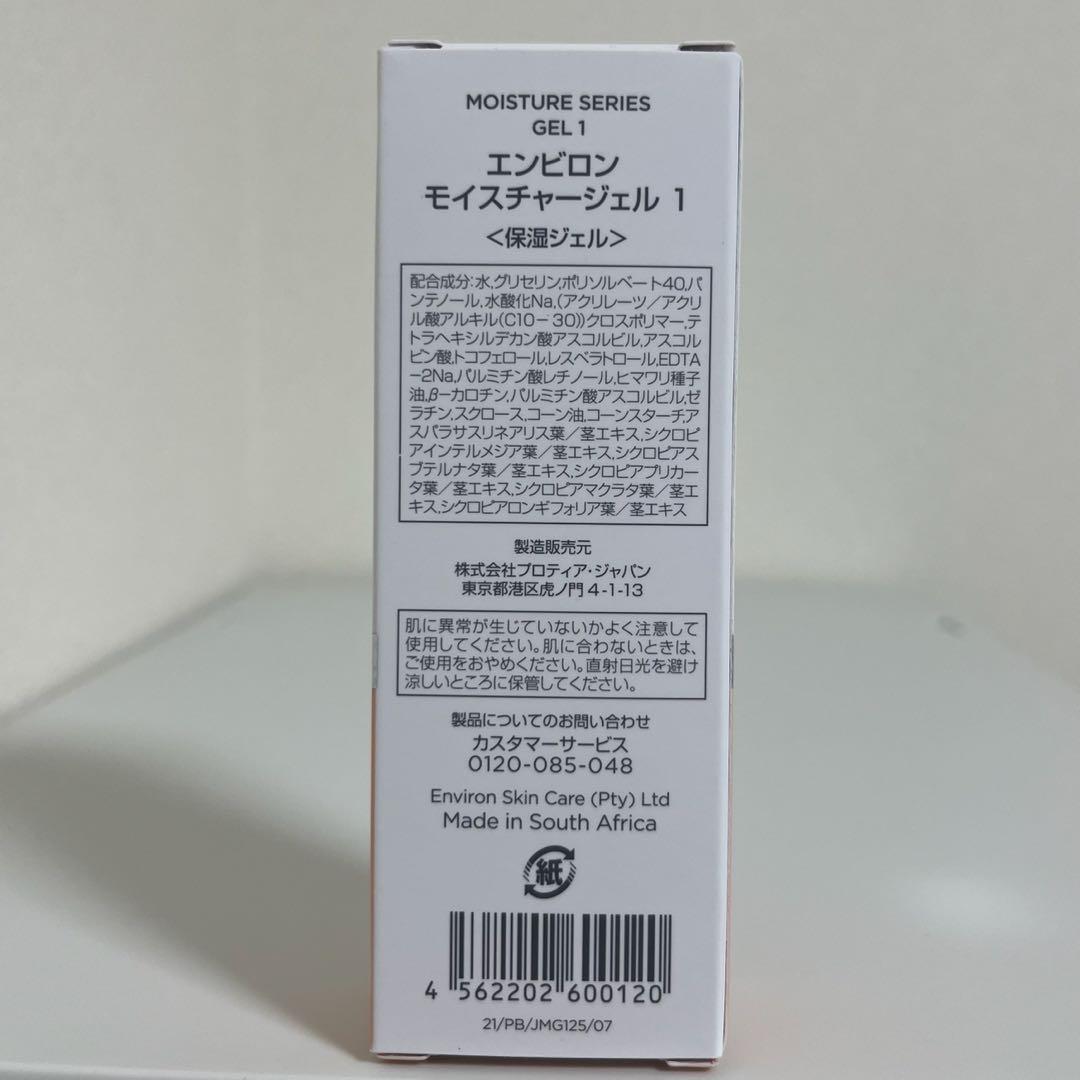 MOISTURE SERIES
GEL 1
エンビロン
モイスチャージェル 1
＜保湿ジェル＞
配合成分:水,グリセリン,ポリソルベート40,パ
ンテノール,水酸化Na,(アクリレーツ／アクリ
ル酸アルキル(C10－30))クロスポリマー,テ
トラヘキシルデカン酸アスコルビル,アスコル
ビン酸,トコフェロール,レスベラトロール,EDTA
－2Na,パルミチン酸レチノール,ヒマワリ種子
油,β－カロチン,パルミチン酸アスコルビル,ゼ
ラチン,スクロース,コーン油,コーンスターチ,ア
スパラサスリネアリス葉／茎エキス,シクロピ
アインテルメジア葉／茎エキス,シクロピアス
ブテルナタ葉／茎エキス,シクロピアプリカー
タ葉／茎エキス,シクロピアマクラタ葉／茎エ
キス,シクロピアロンギフォリア葉／茎エキス
製造販売元
株式会社プロティア・ジャパン
東京都港区虎ノ門 4-1-13
肌に異常が生じていないかよく注意して
使用してください。肌に合わないときは、
ご使用をおやめください。直射日光を避け
涼しいところに保管してください。
製品についてのお問い合わせ
カスタマーサービス
0120-085-048
Environ Skin Care (Pty) Ltd
Made in South Africa
紙
4 562202 600120
21/PB/JMG125/07